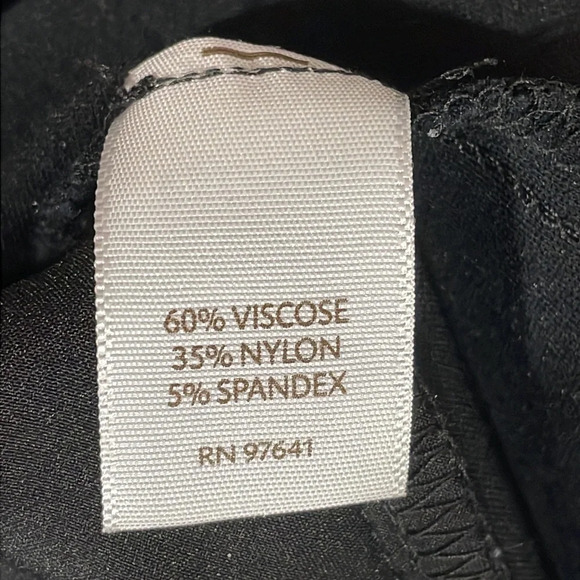 60% VISCOSE
35% NYLON
5% SPANDEX
RN 97641